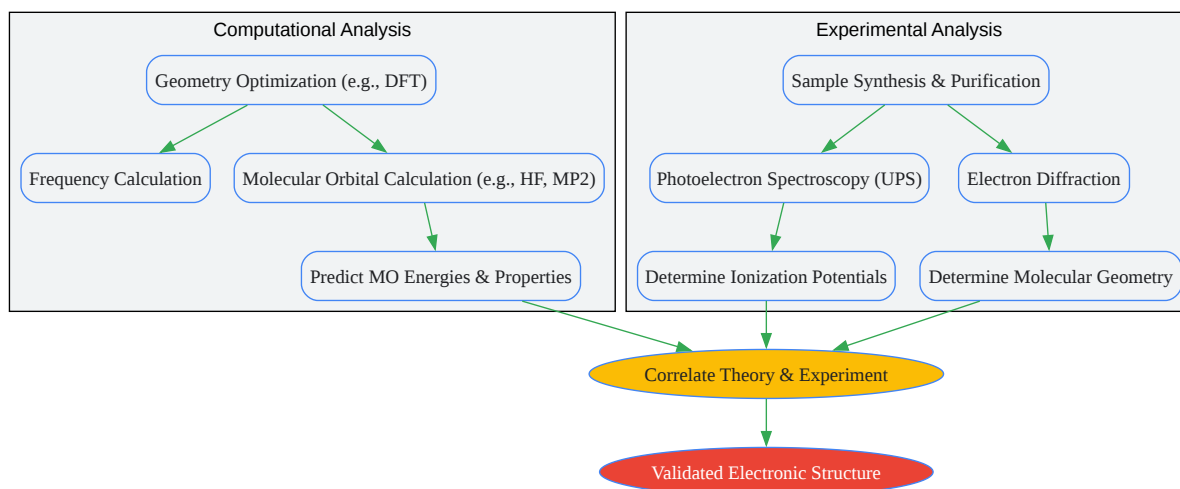 Computational Analysis
Geometry Optimization (e.g., DFT)
Frequency Calculation
Molecular Orbital Calculation (e.g., HF, MP2)
Predict MO Energies & Properties
Experimental Analysis
Sample Synthesis & Purification
Photoelectron Spectroscopy (UPS)
Electron Diffraction
Determine Ionization Potentials
Determine Molecular Geometry
Correlate Theory & Experiment
Validated Electronic Structure